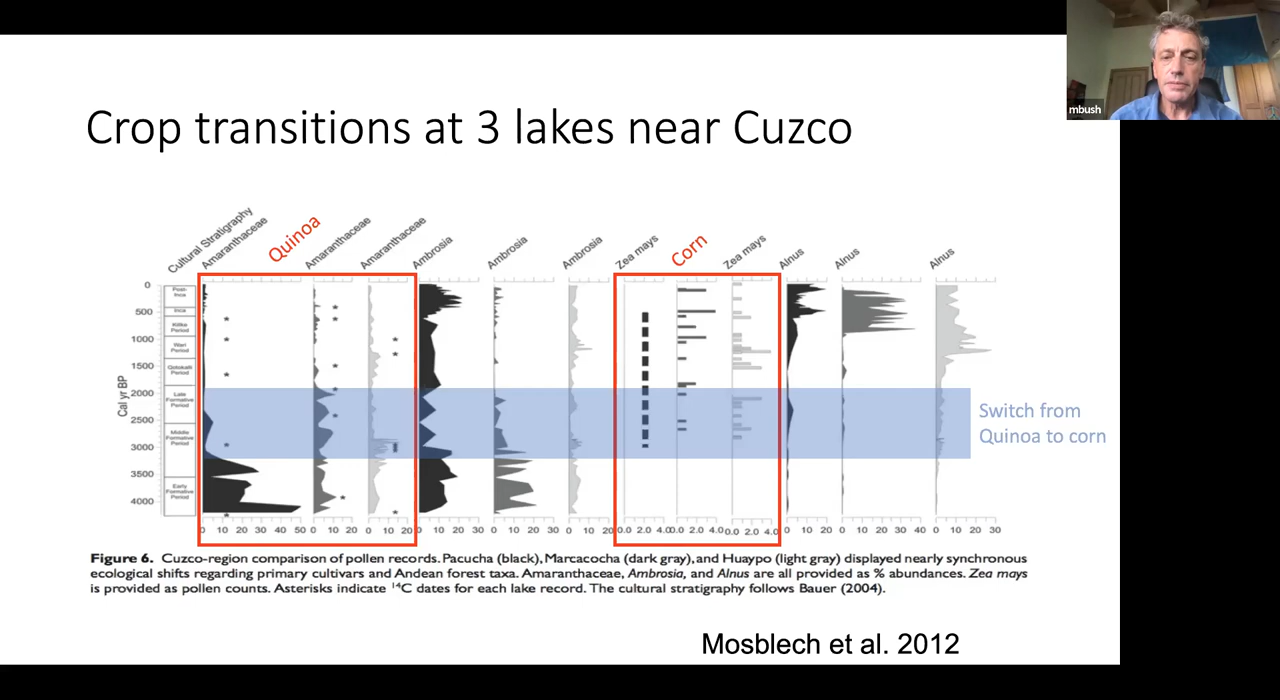 mbush
Crop transitions at 3 lakes near Cuzco
Cultural Stratigraphy
Amaranthaceae
Quinoa
Amaranthaceae
Amaranthaceae
Ambrosia
Ambrosia
Ambrosia
Zea mays
Corn
Zea mays
Alnus
Alnus
Alnus
Cal yr BP
0
500
1000
1500
2000
2500
3000
3500
4000
Post-
Inca
Inca
Killke
Period
Wari
Period
Qotakalli
Period
Late
Formative
Period
Middle
Formative
Period
Early
Formative
Period
Switch from
Quinoa to corn
0 10 20 30 40 50
0 10 20
0 10 20
0 10 20 30
0 10 20 30
0 10 20
0.0 2.0 4.0
0.0 2.0 4.0
0.0 2.0 4.0
0 10 20
0 10 20 30 40
0 10 20 30
Figure 6. Cuzco-region comparison of pollen records. Pacucha (black), Marcacocha (dark gray), and Huaypo (light gray) displayed nearly synchronous
ecological shifts regarding primary cultivars and Andean forest taxa. Amaranthaceae, Ambrosia, and Alnus are all provided as % abundances. Zea mays
is provided as pollen counts. Asterisks indicate ¹⁴C dates for each lake record. The cultural stratigraphy follows Bauer (2004).
Mosblech et al. 2012